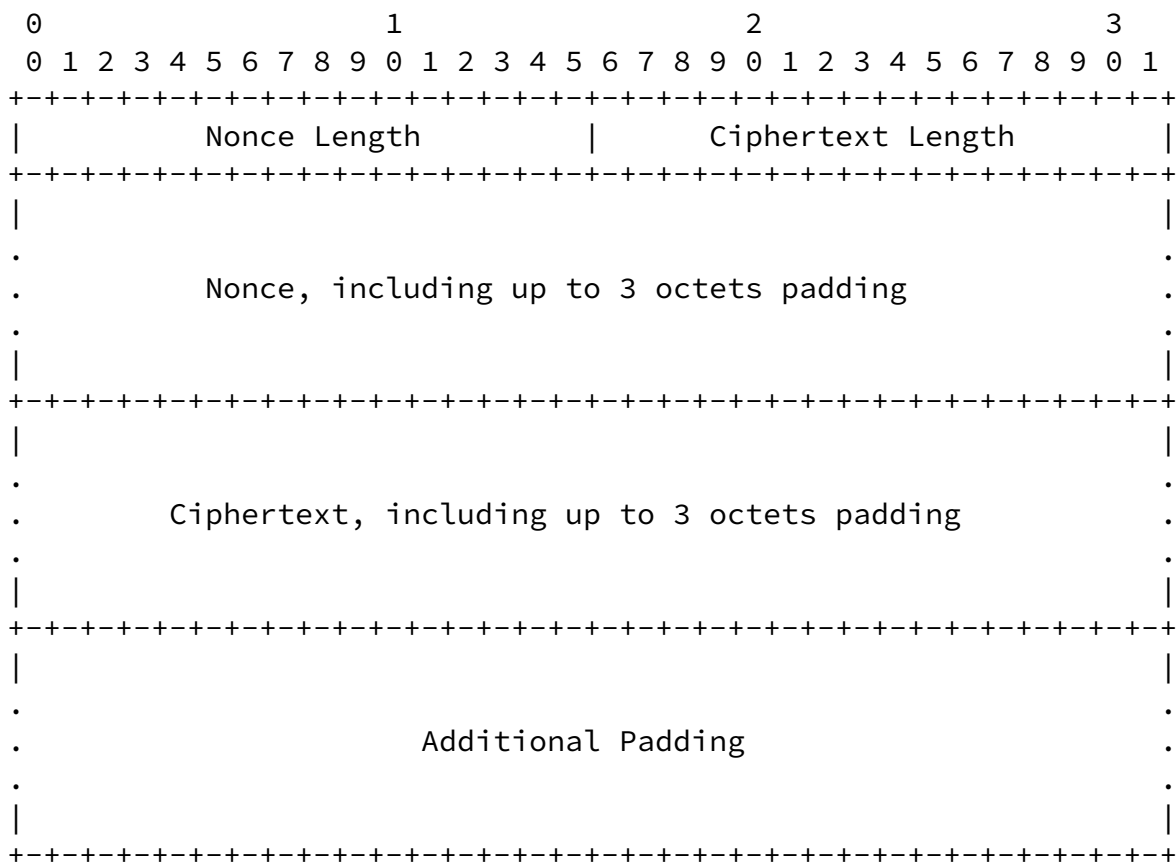 0                   1                   2                   3
 0 1 2 3 4 5 6 7 8 9 0 1 2 3 4 5 6 7 8 9 0 1 2 3 4 5 6 7 8 9 0 1
+-+-+-+-+-+-+-+-+-+-+-+-+-+-+-+-+-+-+-+-+-+-+-+-+-+-+-+-+-+-+-+-+
|          Nonce Length         |      Ciphertext Length        |
+-+-+-+-+-+-+-+-+-+-+-+-+-+-+-+-+-+-+-+-+-+-+-+-+-+-+-+-+-+-+-+-+
|                                                               |
.                                                               .
.          Nonce, including up to 3 octets padding              .
.                                                               .
|                                                               |
+-+-+-+-+-+-+-+-+-+-+-+-+-+-+-+-+-+-+-+-+-+-+-+-+-+-+-+-+-+-+-+-+
|                                                               |
.                                                               .
.        Ciphertext, including up to 3 octets padding           .
.                                                               .
|                                                               |
+-+-+-+-+-+-+-+-+-+-+-+-+-+-+-+-+-+-+-+-+-+-+-+-+-+-+-+-+-+-+-+-+
|                                                               |
.                                                               .
.                      Additional Padding                       .
.                                                               .
|                                                               |
+-+-+-+-+-+-+-+-+-+-+-+-+-+-+-+-+-+-+-+-+-+-+-+-+-+-+-+-+-+-+-+-+